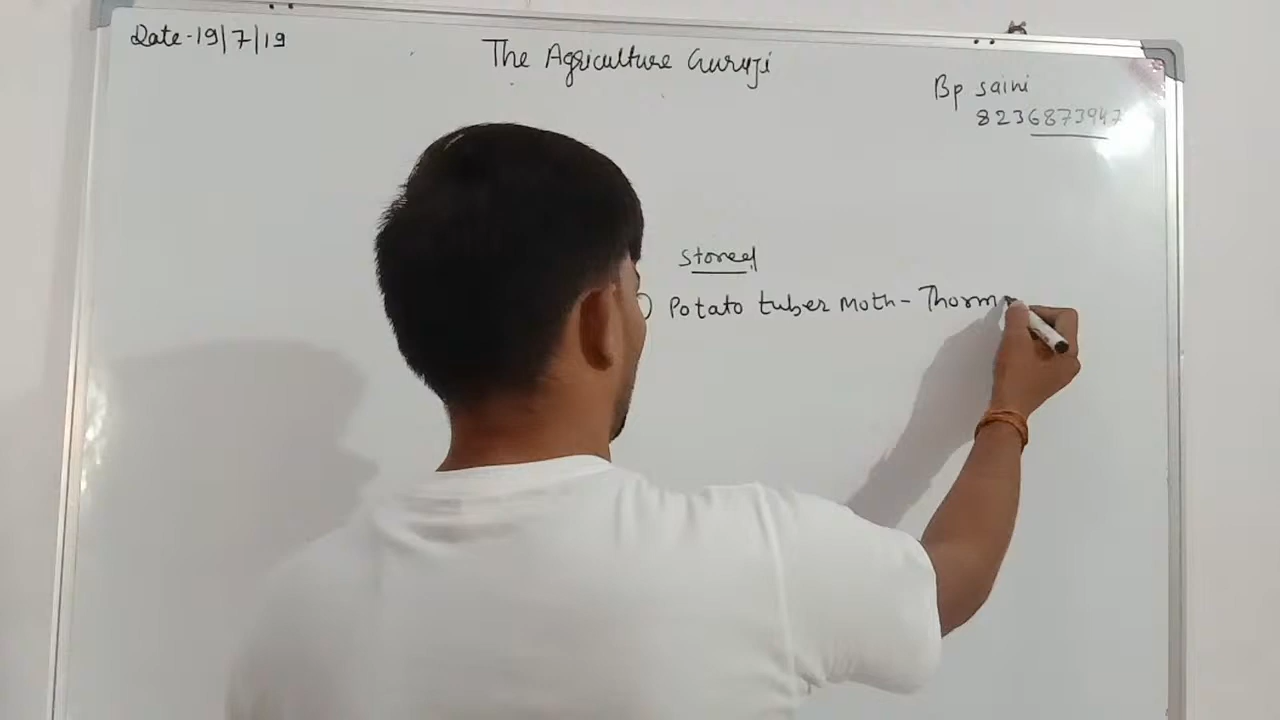 Date-19/7/19
The Agriculture Guruji
Bp saini
8236873947
stored
Potato tuber moth - Thorm